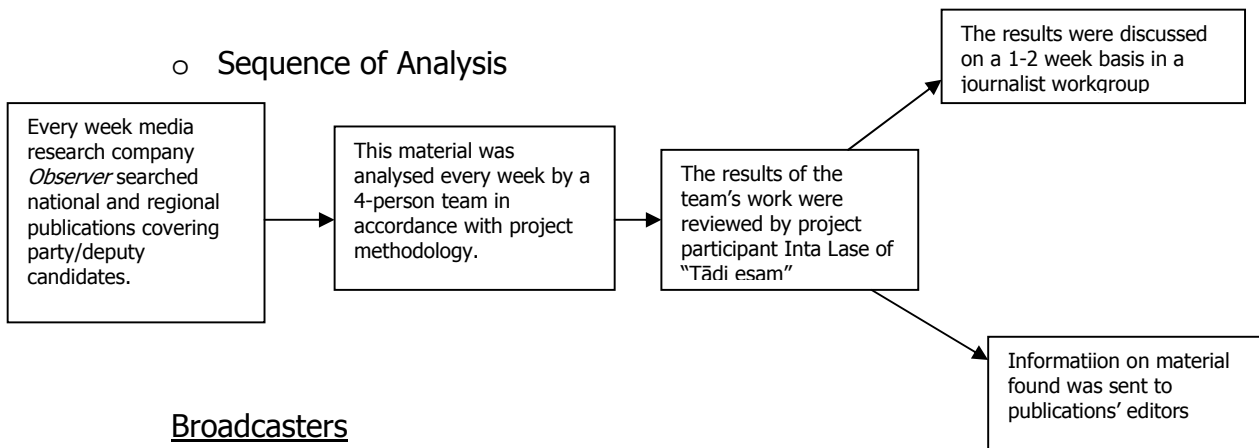 o Sequence of Analysis
Every week media
research company
Observer searched
national and regional
publications covering
party/deputy
candidates.
This material was
analysed every week by a
4-person team in
accordance with project
methodology.
The results of the
team’s work were
reviewed by project
participant Inta Lase of
“Tādi esam”
The results were discussed
on a 1-2 week basis in a
journalist workgroup
Informatiion on material
found was sent to
publications’ editors
Broadcasters